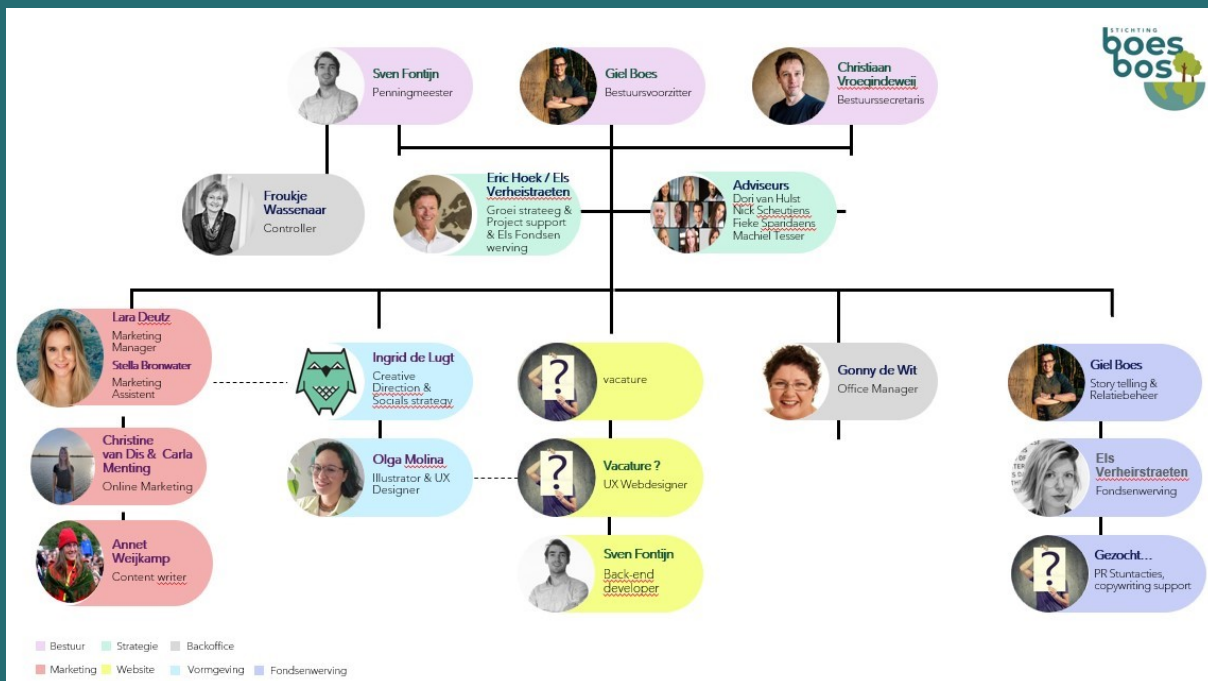 STICHTING
boes
bos
Sven Fontijn
Penningmeester
Giel Boes
Bestuursvoorzitter
Christiaan
Vroegindeweij
Bestuurssecretaris
Froukje
Wassenaar
Controller
Eric Hoek / Els
Verheistraeten
Groei strateeg &
Project support
& Els Fondsen
werving
Adviseurs
Dori van Hulst
Nick Scheutjens
Fieke Sparidaens
Machiel Tesser
Lara Deutz
Marketing
Manager
Stella Bronwater
Marketing
Assistent
Ingrid de Lugt
Creative
Direction &
Socials strategy
?
vacature
Gonny de Wit
Office Manager
Giel Boes
Story telling &
Relatiebeheer
Christine
van Dis & Carla
Menting
Online Marketing
Olga Molina
Illustrator & UX
Designer
?
Vacature ?
UX Webdesigner
Els
Verheirstraeten
Fondsenwerving
Annet
Weijkamp
Content writer
Sven Fontijn
Back-end
developer
?
Gezocht...
PR Stuntacties,
copywriting support
Bestuur Strategie Backoffice
Marketing Website Vormgeving Fondsenwerving